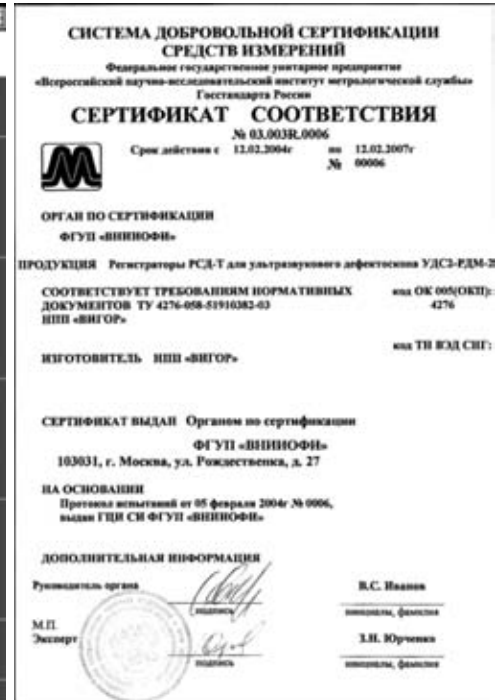 СИСТЕМА ДОБРОВОЛЬНОЙ СЕРТИФИКАЦИИ
СРЕДСТВ ИЗМЕРЕНИЙ
Федеральное государственное унитарное предприятие
«Всероссийский научно-исследовательский институт метрологической службы»
Госстандарта России
СЕРТИФИКАТ СООТВЕТСТВИЯ
№ 03.003R.0006
Срок действия с 12.02.2004г по 12.02.2007г
№ 00006
ОРГАН ПО СЕРТИФИКАЦИИ
ФГУП «ВНИИОФИ»
ПРОДУКЦИЯ Регистраторы РСД-Т для ультразвукового дефектоскопа УДС2-РДМ-2
СООТВЕТСТВУЕТ ТРЕБОВАНИЯМ НОРМАТИВНЫХ код ОК 005(ОКП):
ДОКУМЕНТОВ ТУ 4276-058-51910382-03 4276
НПП «ВИГОР»
код ТН ВЭД СНГ:
ИЗГОТОВИТЕЛЬ НПП «ВИГОР»
СЕРТИФИКАТ ВЫДАН Органом по сертификации
ФГУП «ВНИИОФИ»
103031, г. Москва, ул. Рождественка, д. 27
НА ОСНОВАНИИ
Протокол испытаний от 05 февраля 2004г № 0006,
выдан ГЦИ СИ ФГУП «ВНИИОФИ»
ДОПОЛНИТЕЛЬНАЯ ИНФОРМАЦИЯ
Руководитель органа В.С. Иванов
подпись инициалы, фамилия
М.П.
Эксперт З.Н. Юрченко
подпись инициалы, фамилия